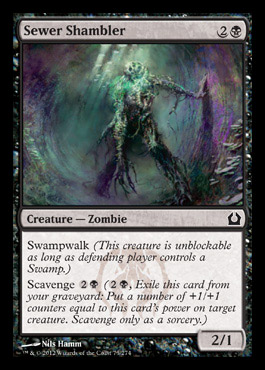 Sewer Shambler 2
Creature — Zombie
Swampwalk (This creature is unblockable
as long as defending player controls a
Swamp.)
Scavenge 2 (2, Exile this card from
your graveyard: Put a number of +1/+1
counters equal to this card's power on target
creature. Scavenge only as a sorcery.)
Nils Hamm
™ & © 2012 Wizards of the Coast 79/274
2/1